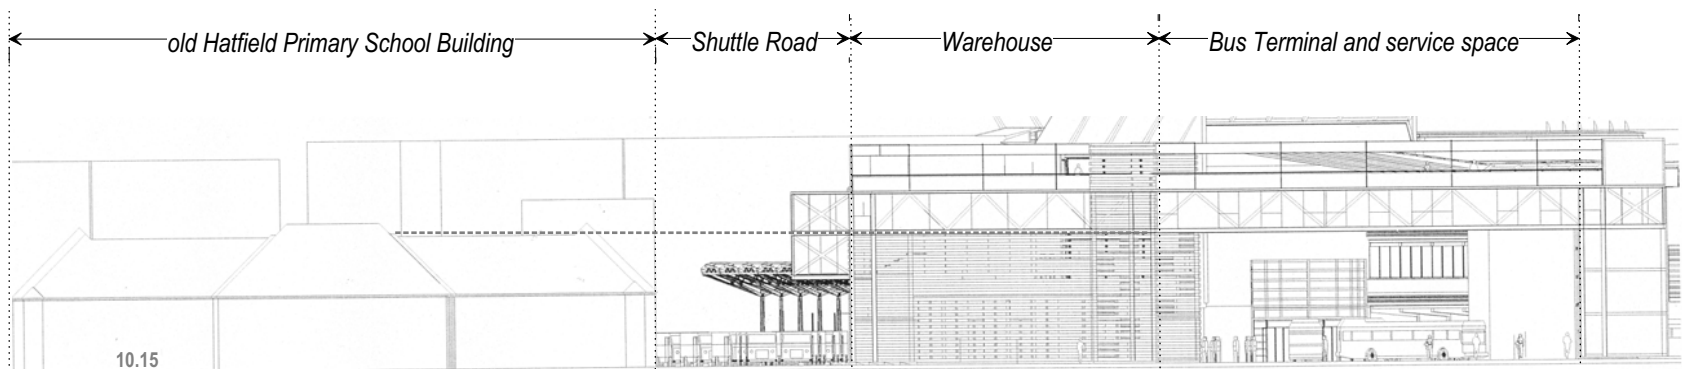 old Hatfield Primary School Building
Shuttle Road
Warehouse
Bus Terminal and service space
10.15